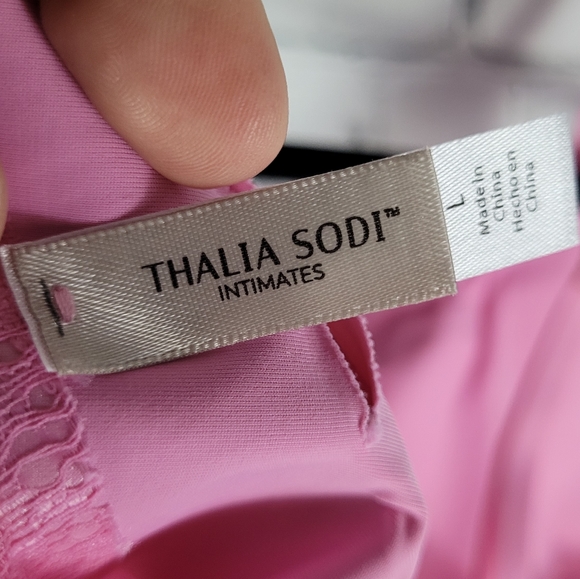 THALIA SODI™
INTIMATES
L
Made in
China
Hecho en
China